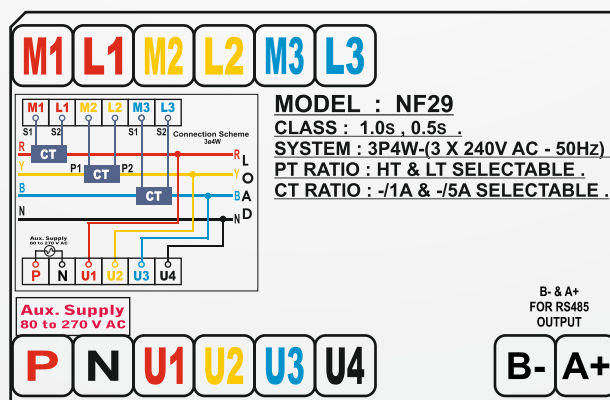 M1 L1 M2 L2 M3 L3
M1 L1 M2 L2 M3 L3
S1 S2 S1 S2
Connection Scheme
3ø4W
R CT R L
Y P1 CT P2 Y O
B CT B A
N N D
Aux. Supply
80 to 270 V AC
P N U1 U2 U3 U4
MODEL : NF29
CLASS : 1.0s , 0.5s .
SYSTEM : 3P4W-(3 X 240V AC - 50Hz)
PT RATIO : HT & LT SELECTABLE .
CT RATIO : -/1A & -/5A SELECTABLE .
Aux. Supply
80 to 270 V AC
B- & A+
FOR RS485
OUTPUT
P N U1 U2 U3 U4 B- A+